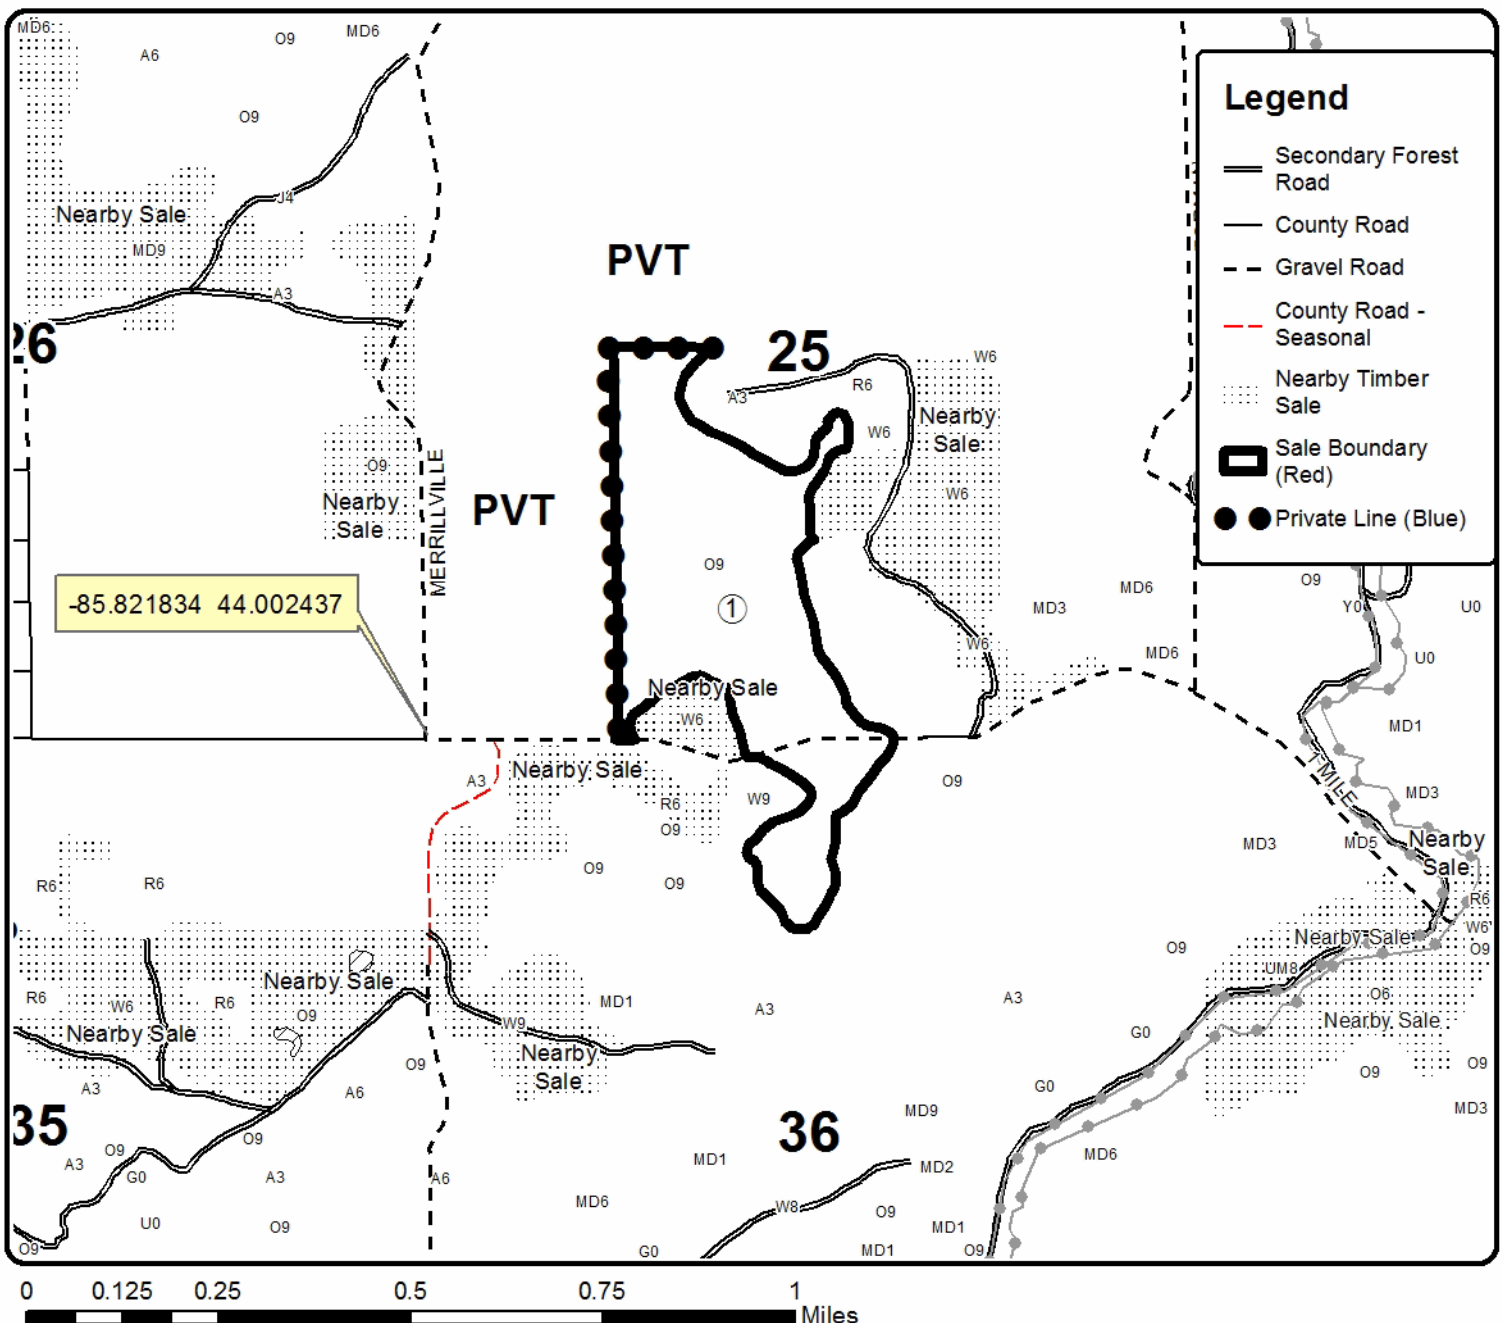 MD6
A6
O9
MD6
O9
Legend
Secondary Forest
Road
County Road
Gravel Road
County Road -
Seasonal
Nearby Timber
Sale
Sale Boundary
(Red)
Private Line (Blue)
J4
Nearby Sale
MD9
A3
PVT
26
25
W6
R6
A3
Nearby
Sale
W6
O9
Nearby
Sale
MERRILLVILLE
PVT
W6
O9
1
-85.821834 44.002437
MD3
MD6
O9
Y0
U0
W6
MD6
U0
Nearby Sale
W6
MD1
1 MILE
Nearby Sale
A3
O9
R6
W9
O9
MD3
MD3
MD5
Nearby
Sale
R6
R6
O9
O9
R6
W6
O9
Nearby Sale
O9
UM8
O6
Nearby Sale
Nearby Sale
R6
W6
R6
O9
MD1
A3
A3
G0
Nearby Sale
W9
Nearby
Sale
O9
A3
A6
G0
O9
O9
MD3
35
36
MD9
O9
O9
A3
G0
A3
A6
MD1
MD2
MD6
MD6
W8
O9
U0
O9
MD1
O9
G0
MD1
O9
0
0.125
0.25
0.5
0.75
1
Miles